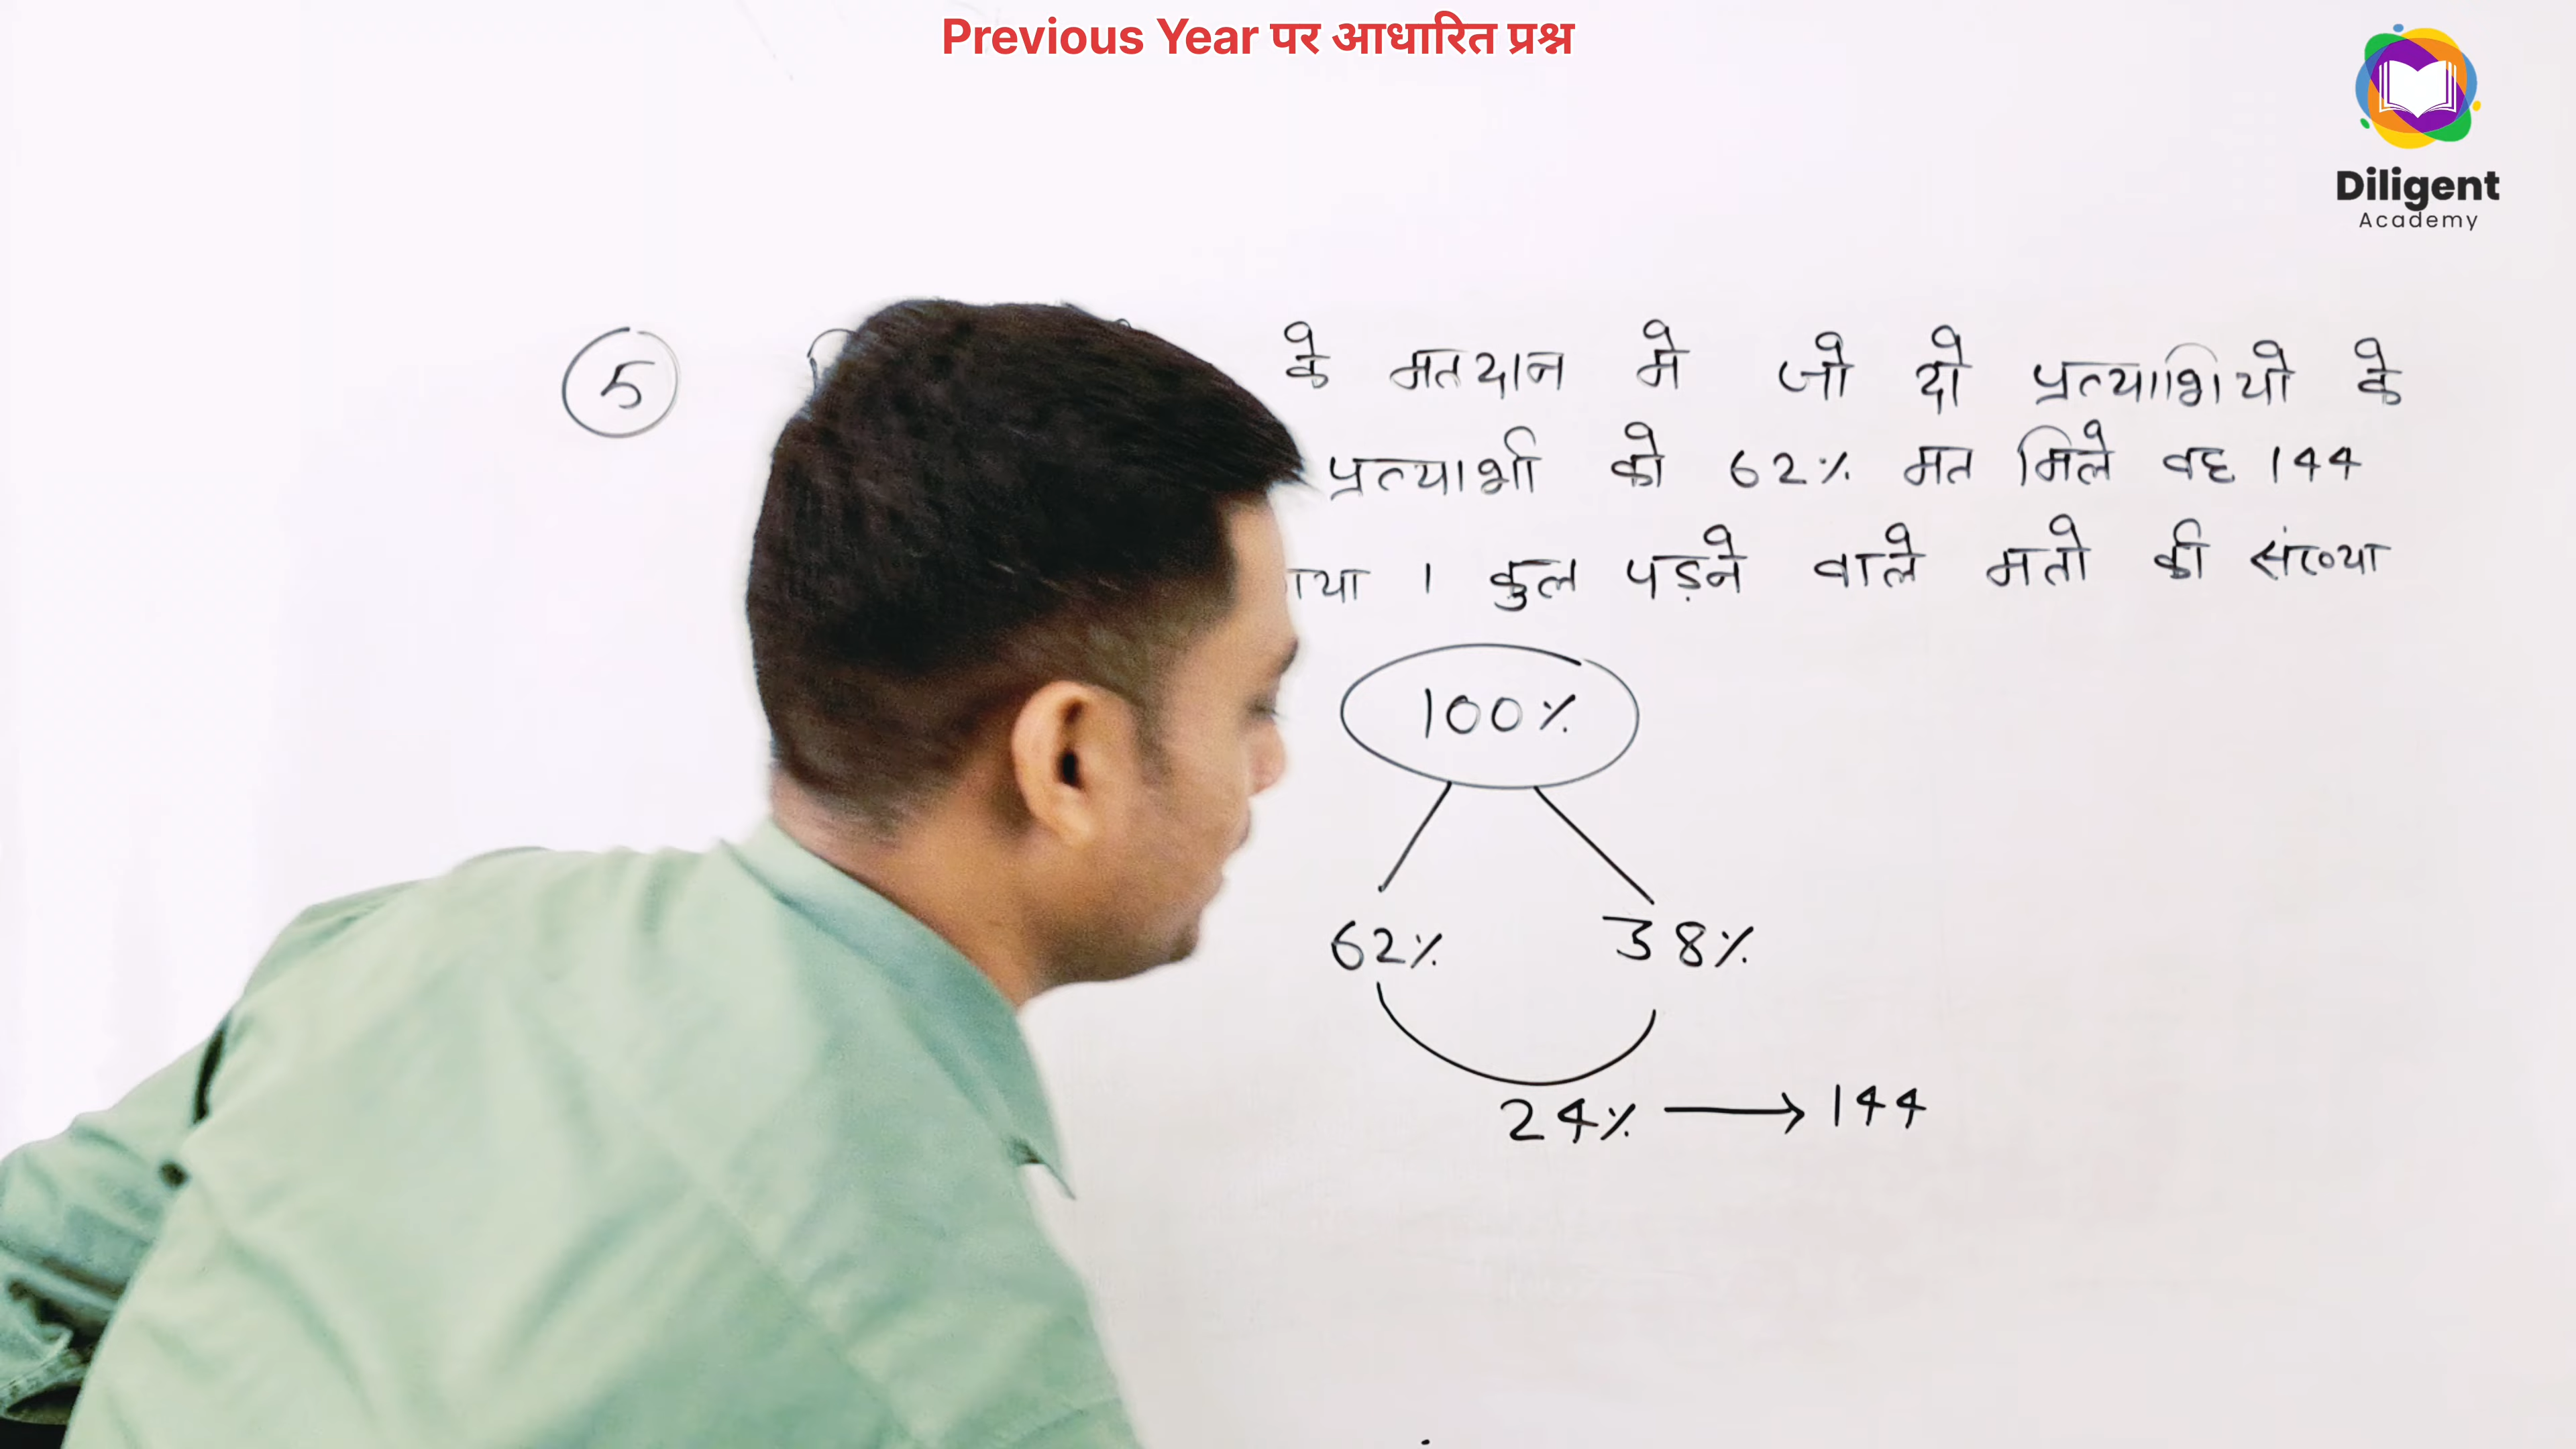 Previous Year पर आधारित प्रश्न
Diligent
Academy
5
के मतदान मे जो दो प्रत्याशियो के
प्रत्याशी को 62% मत मिले वह 144
कुल पड़ने वाले मतो की संख्या
100%
62% 38%
24% → 144